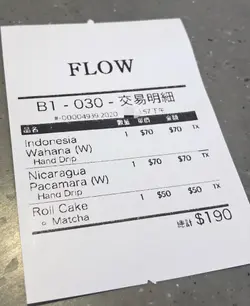 FLOW
B1 - 030 - 交易明細
品名 數量 單價 金額
Indonesia 1 $70 $70 TX
Wahana (W)
Hand Drip
Nicaragua 1 $70 $70 TX
Pacamara (W)
Hand Drip
Roll Cake 1 $50 $50 TX
○ Matcha
總計 $190